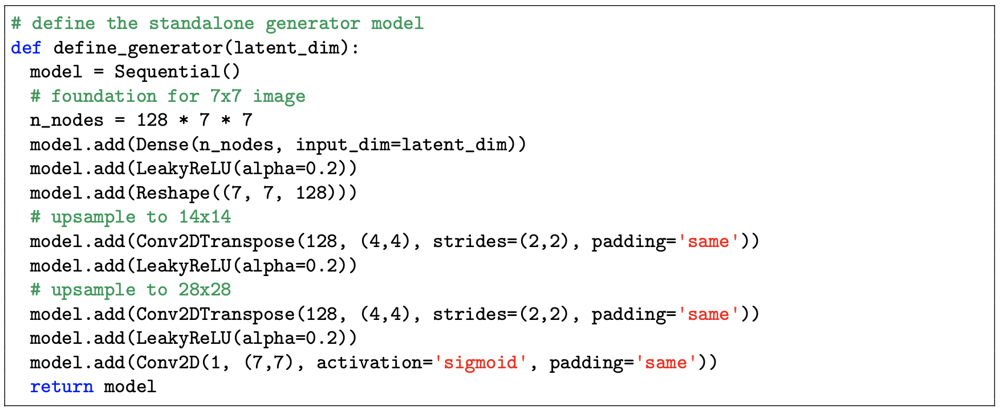 # define the standalone generator model
def define_generator(latent_dim):
  model = Sequential()
  # foundation for 7x7 image
  n_nodes = 128 * 7 * 7
  model.add(Dense(n_nodes, input_dim=latent_dim))
  model.add(LeakyReLU(alpha=0.2))
  model.add(Reshape((7, 7, 128)))
  # upsample to 14x14
  model.add(Conv2DTranspose(128, (4,4), strides=(2,2), padding='same'))
  model.add(LeakyReLU(alpha=0.2))
  # upsample to 28x28
  model.add(Conv2DTranspose(128, (4,4), strides=(2,2), padding='same'))
  model.add(LeakyReLU(alpha=0.2))
  model.add(Conv2D(1, (7,7), activation='sigmoid', padding='same'))
  return model